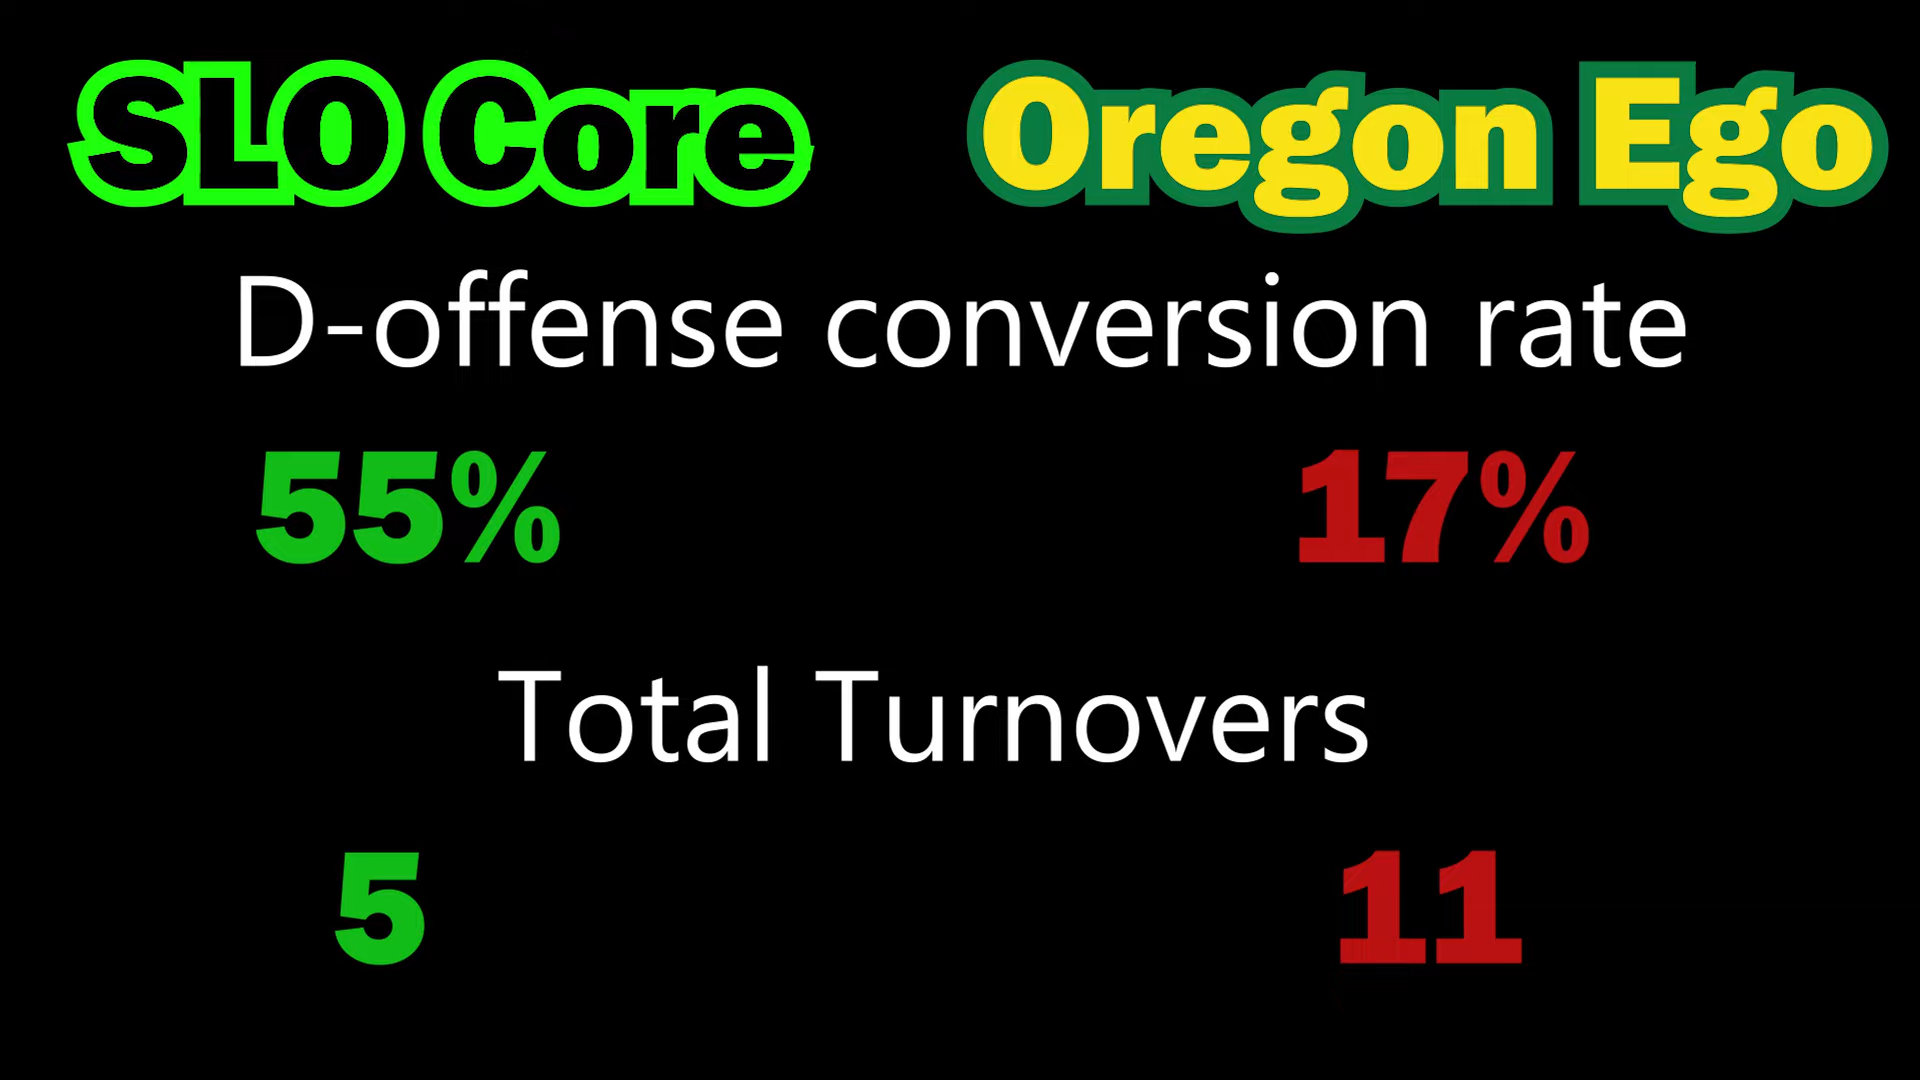 SLO Core Oregon Ego
D-offense conversion rate
55% 17%
Total Turnovers
5 11